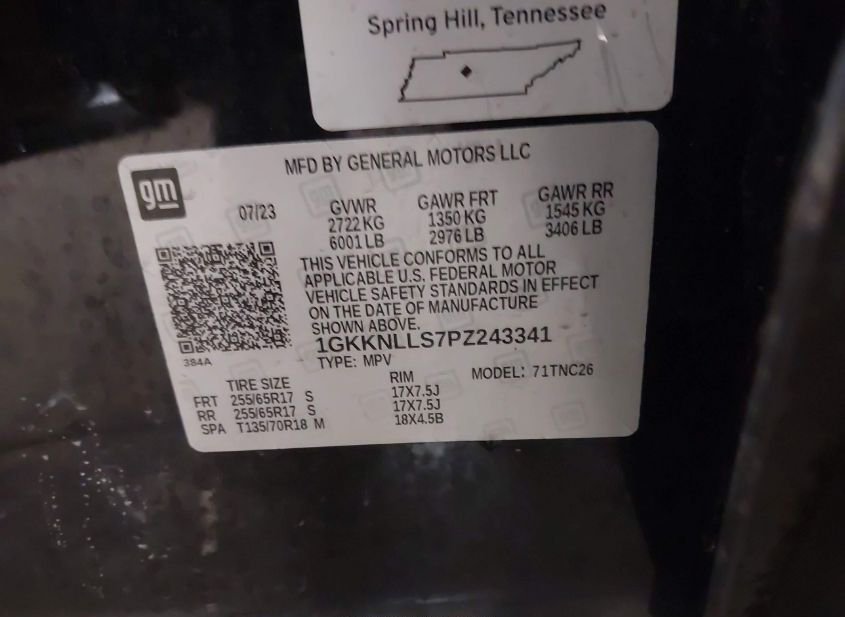 Spring Hill, Tennessee
MFD BY GENERAL MOTORS LLC
gm
07/23
GVWR GAWR FRT GAWR RR
2722 KG 1350 KG 1545 KG
6001 LB 2976 LB 3406 LB
THIS VEHICLE CONFORMS TO ALL
APPLICABLE U.S. FEDERAL MOTOR
VEHICLE SAFETY STANDARDS IN EFFECT
ON THE DATE OF MANUFACTURE
SHOWN ABOVE.
1GKKNLLS7PZ243341
384A
TYPE: MPV
MODEL: 71TNC26
TIRE SIZE RIM
FRT 255/65R17 S 17X7.5J
RR 255/65R17 S 17X7.5J
SPA T135/70R18 M 18X4.5B